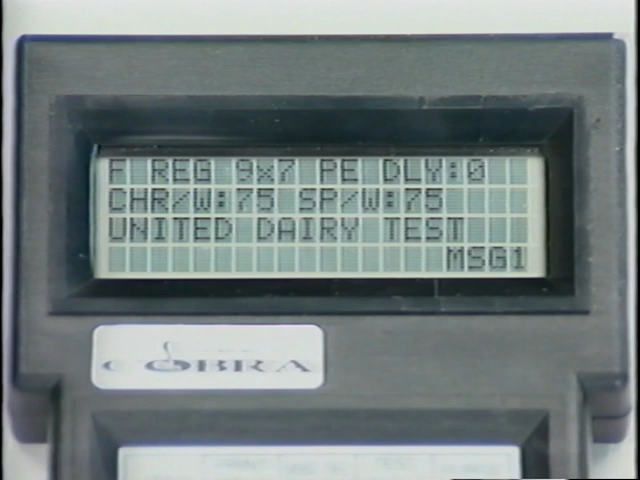 F REG 9x7 PE DLY:0
CHR/W:75 SP/W:75
UNITED DAIRY TEST
MSG1
COBRA